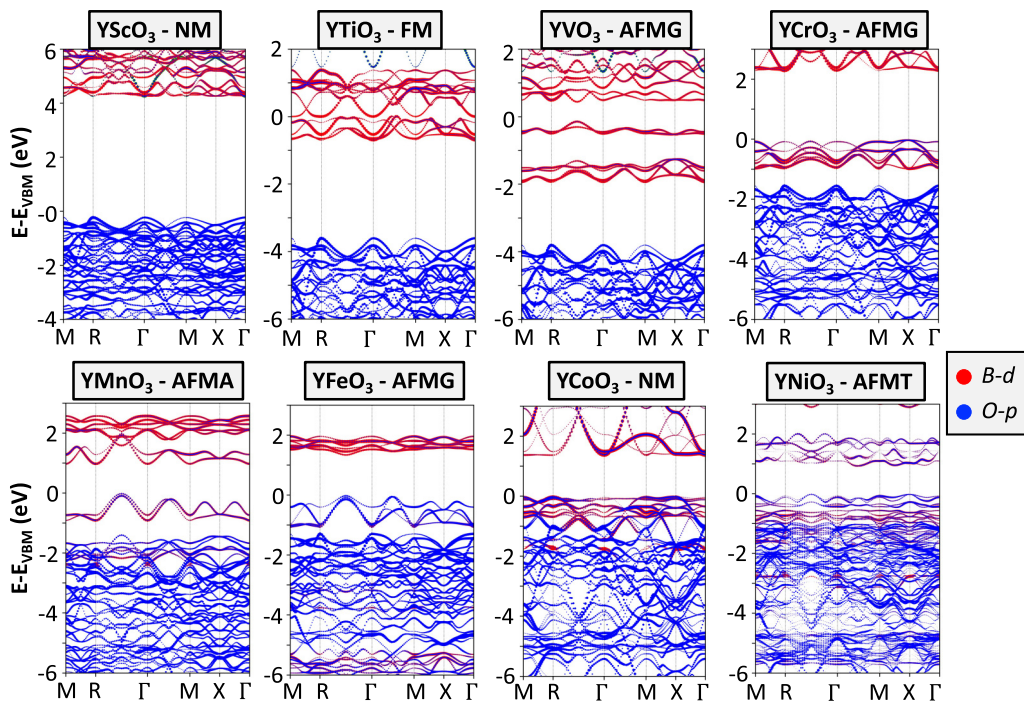 YScO₃ - NM
YTiO₃ - FM
YVO₃ - AFMG
YCrO₃ - AFMG
E-E_VBM (eV)
6
4
2
-0
-2
-4
M R Γ M X Γ
2
0
-2
-4
-6
M R Γ M X Γ
2
0
-2
-4
-6
M R Γ M X Γ
2
0
-2
-4
-6
M R Γ M X Γ
YMnO₃ - AFMA
YFeO₃ - AFMG
YCoO₃ - NM
YNiO₃ - AFMT
E-E_VBM (eV)
2
0
-2
-4
-6
M R Γ M X Γ
2
0
-2
-4
-6
M R Γ M X Γ
2
0
-2
-4
-6
M R Γ M X Γ
2
0
-2
-4
-6
M R Γ M X Γ
B-d
O-p